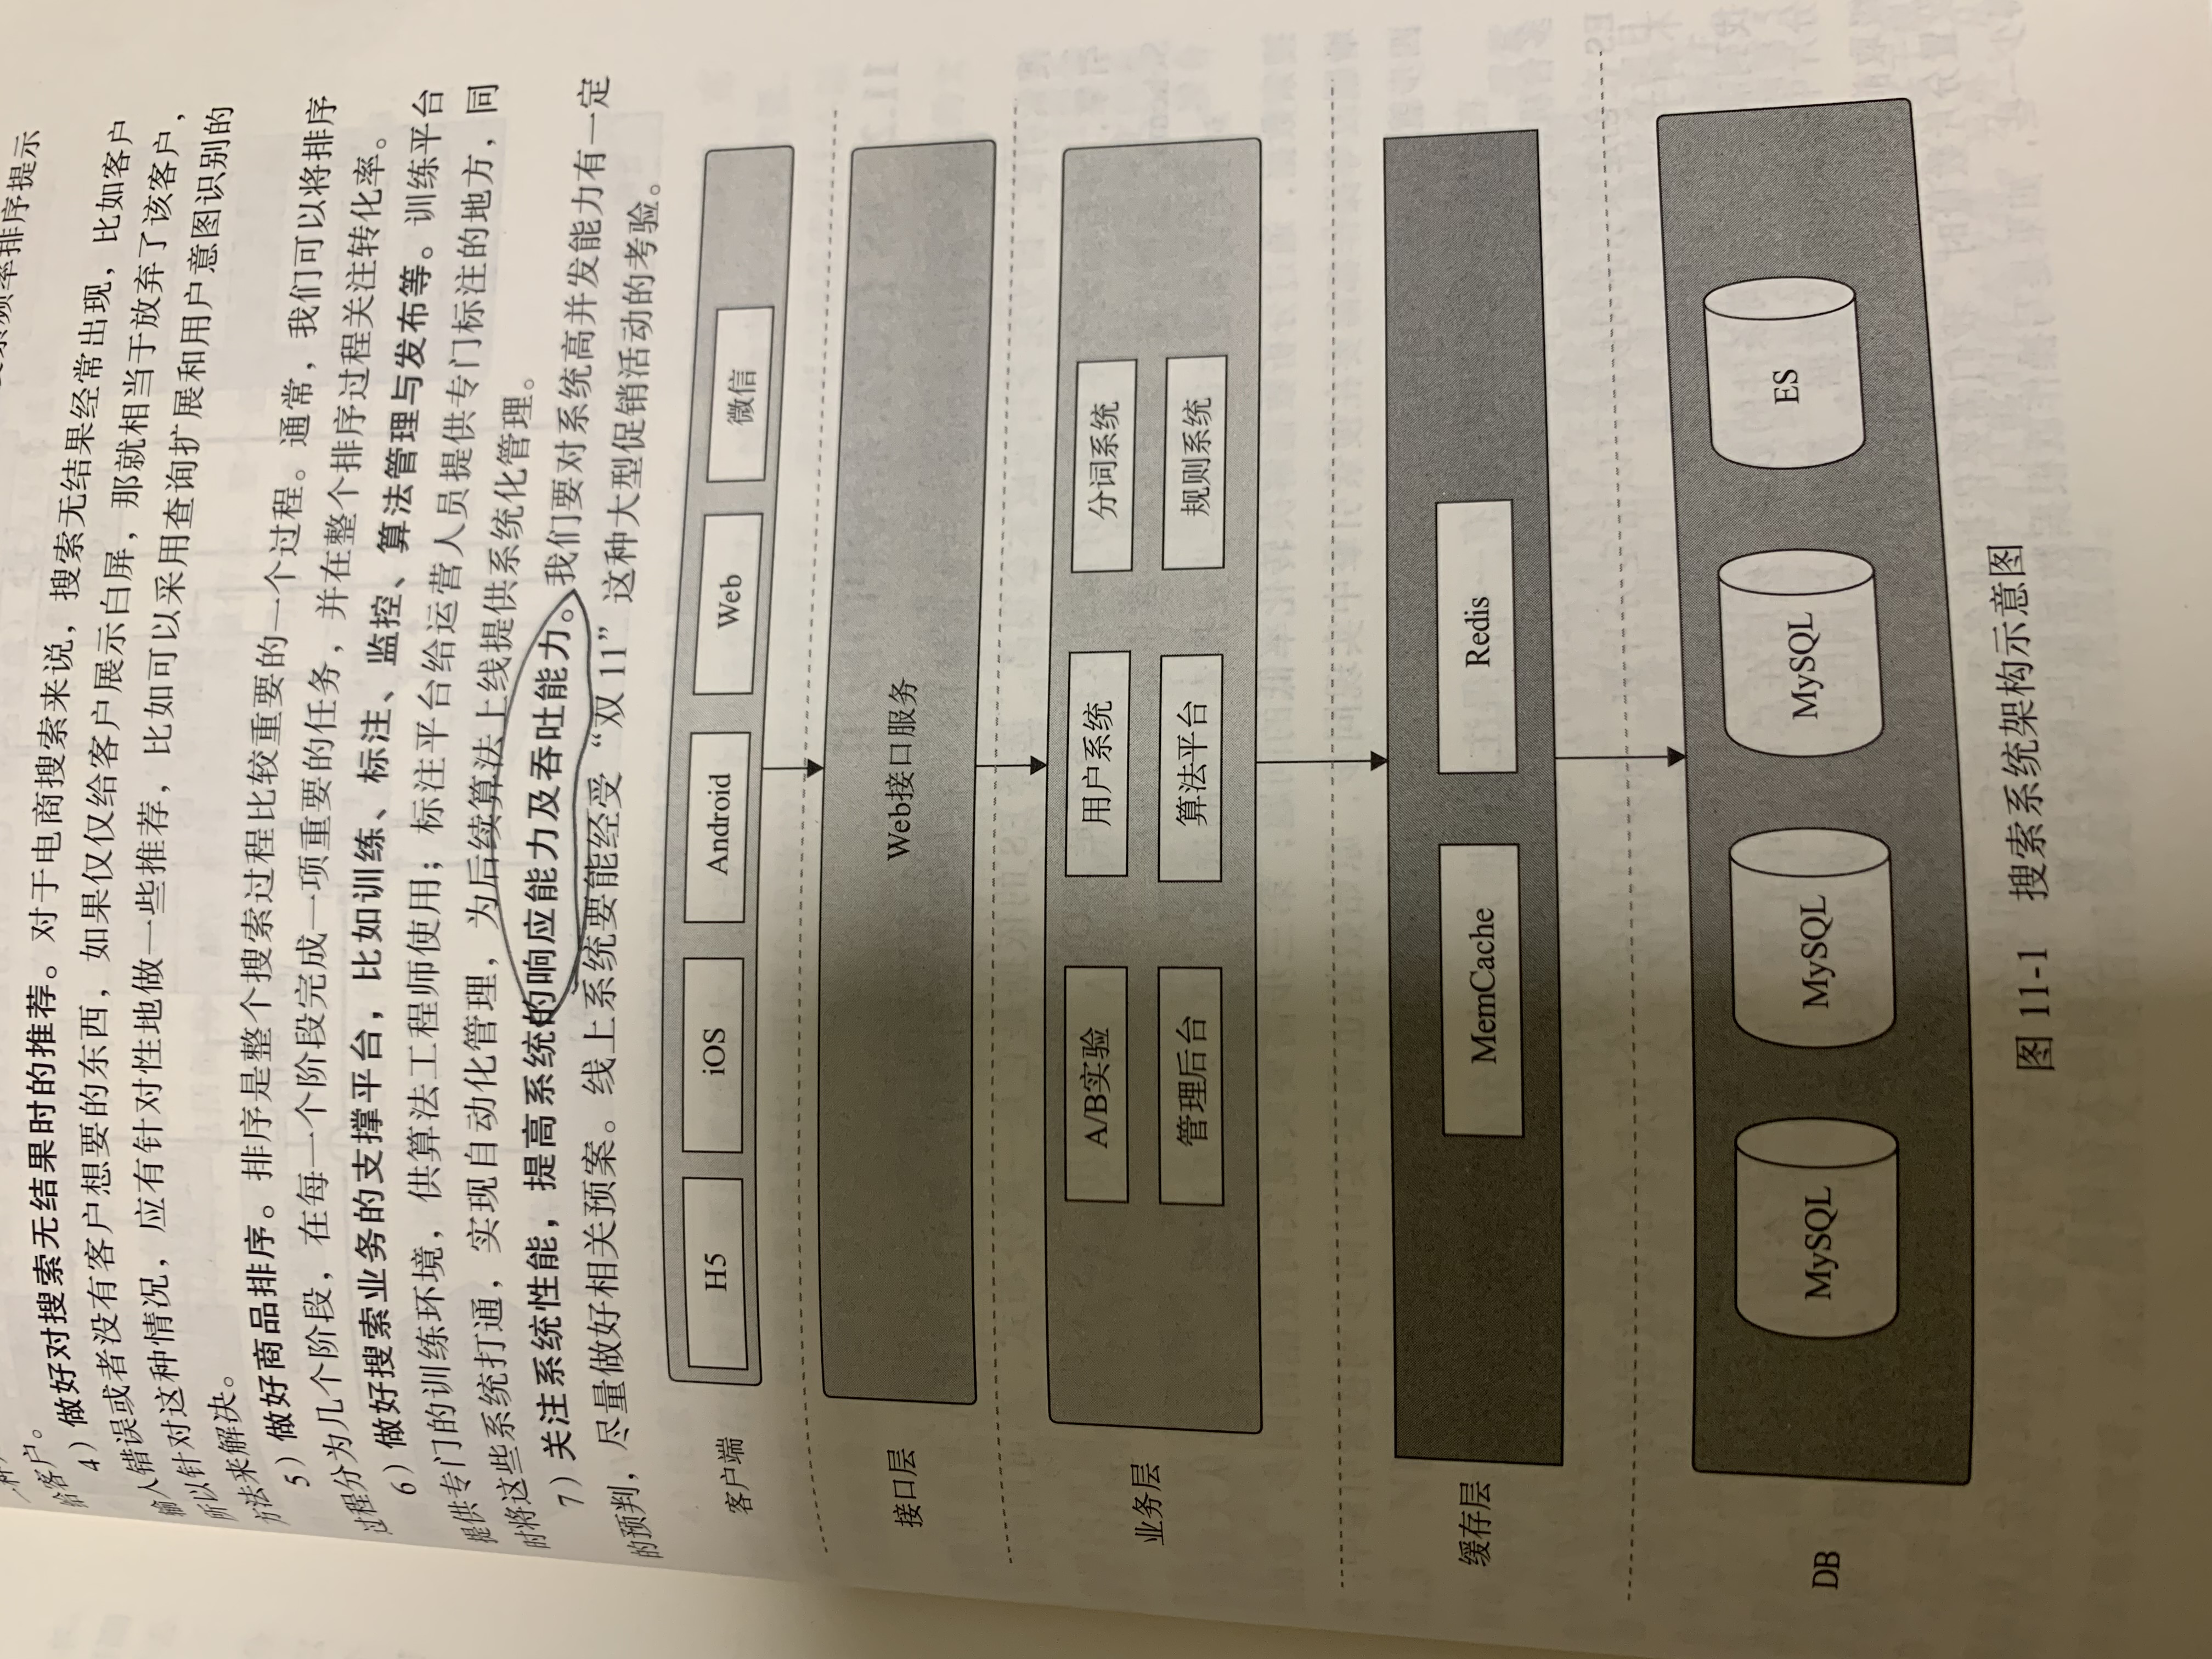 索频率排序提示
给客户。
4）做好对搜索无结果时的推荐。对于电商搜索来说，搜索无结果经常出现，比如客户
输入错误或者没有客户想要的东西，如果仅仅给客户展示白屏，那就相当于放弃了该客户，
所以针对这种情况，应有针对性地做一些推荐，比如可以采用查询扩展和用户意图识别的
方法来解决。
5）做好商品排序。排序是整个搜索过程比较重要的一个过程。通常，我们可以将排序
过程分为几个阶段，在每一个阶段完成一项重要的任务，并在整个排序过程关注转化率。
6）做好搜索业务的支撑平台，比如训练、标注、监控、算法管理与发布等。训练平台
提供专门的训练环境，供算法工程师使用；标注平台给运营人员提供专门标注的地方，同
时将这些系统打通，实现自动化管理，为后续算法上线提供系统化管理。
7）关注系统性能，提高系统的响应能力及吞吐能力。我们要对系统高并发能力有一定
的预判，尽量做好相关预案。线上系统要能经受“双 11”这种大型促销活动的考验。
客户端 H5 iOS Android Web 微信
接口层 Web接口服务
A/B实验 用户系统 分词系统
业务层
管理后台 算法平台 规则系统
缓存层 MemCache Redis
DB MySQL MySQL MySQL ES
图 11-1 搜索系统架构示意图